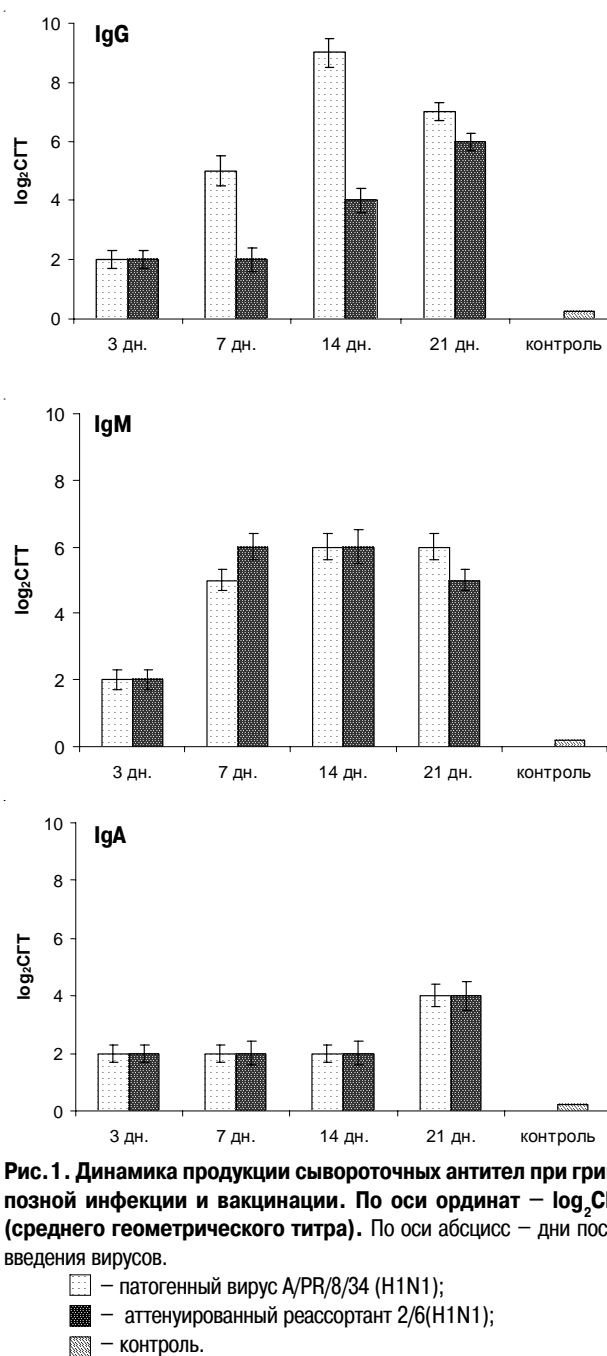 IgG
10
8
6
4
2
0
log₂СГТ
3 дн. 7 дн. 14 дн. 21 дн. контроль
IgM
10
8
6
4
2
0
log₂СГТ
3 дн. 7 дн. 14 дн. 21 дн. контроль
IgA
10
8
6
4
2
0
log₂СГТ
3 дн. 7 дн. 14 дн. 21 дн. контроль
Рис.1. Динамика продукции сывороточных антител при грип
позной инфекции и вакцинации. По оси ординат – log₂
(среднего геометрического титра). По оси абсцисс – дни пос
введения вирусов.
– патогенный вирус A/PR/8/34 (H1N1);
– аттенуированный реассортант 2/6(H1N1);
– контроль.